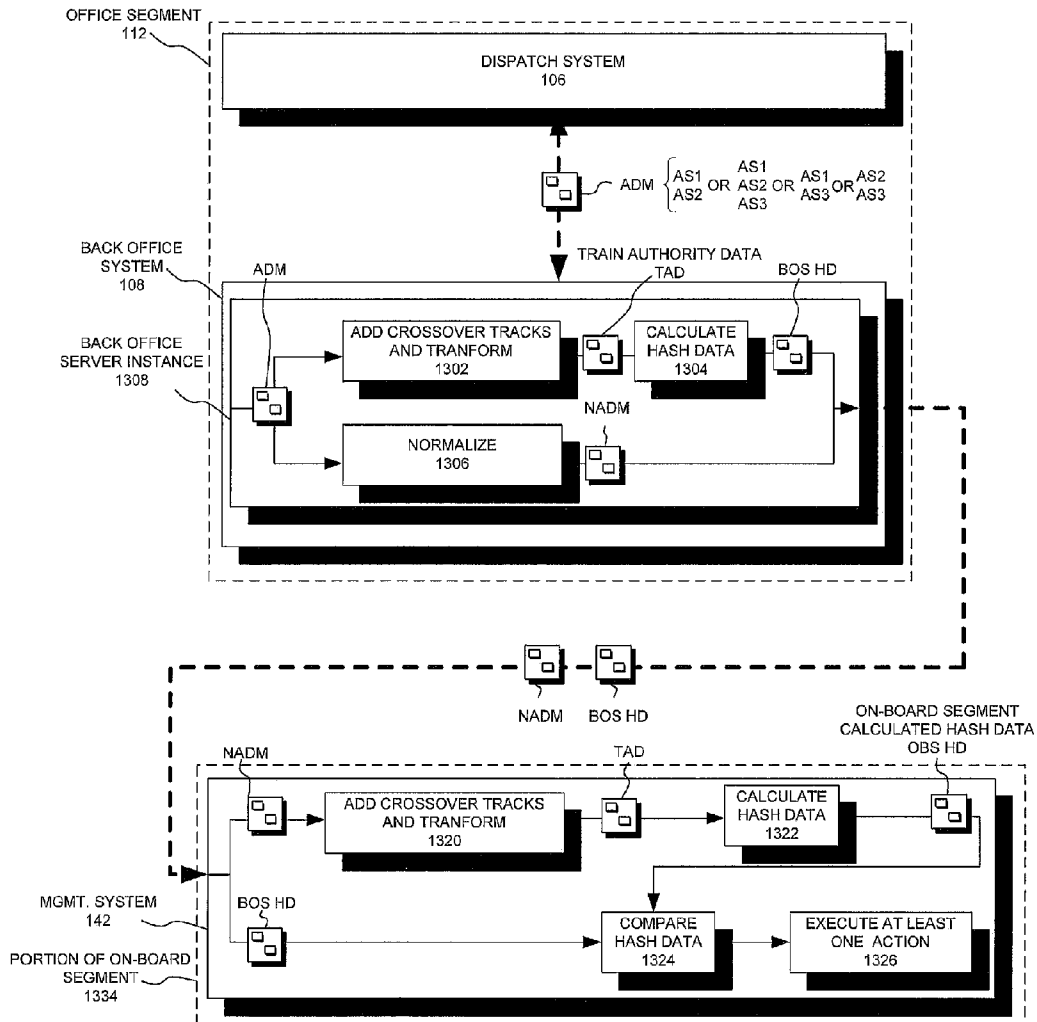 OFFICE SEGMENT
112
DISPATCH SYSTEM
106
ADM { AS1 AS2 OR AS1 AS2 AS3 OR AS1 AS3 OR AS2 AS3
BACK OFFICE
SYSTEM
108
ADM
TRAIN AUTHORITY DATA
TAD
BOS HD
BACK OFFICE
SERVER INSTANCE
1308
ADD CROSSOVER TRACKS
AND TRANFORM
1302
CALCULATE
HASH DATA
1304
NADM
NORMALIZE
1306
NADM
BOS HD
ON-BOARD SEGMENT
CALCULATED HASH DATA
OBS HD
NADM
TAD
ADD CROSSOVER TRACKS
AND TRANFORM
1320
CALCULATE
HASH DATA
1322
MGMT. SYSTEM
142
BOS HD
COMPARE
HASH DATA
1324
EXECUTE AT LEAST
ONE ACTION
1326
PORTION OF ON-BOARD
SEGMENT
1334